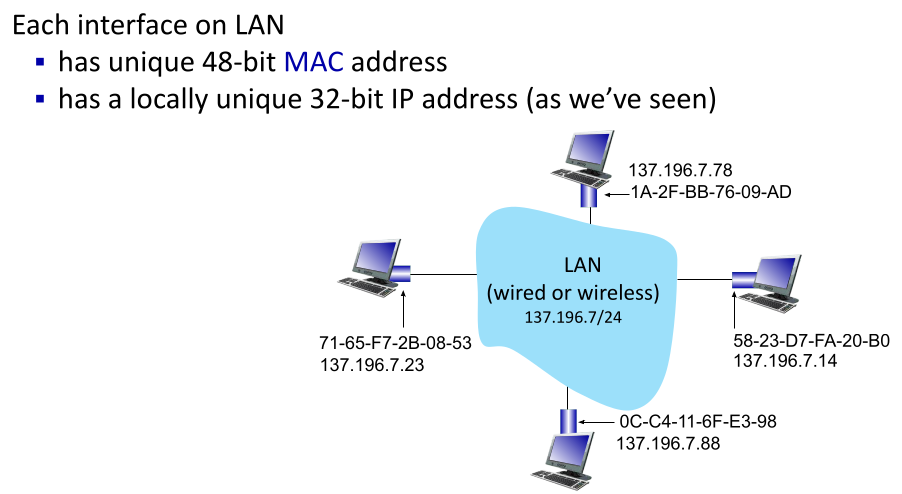 Each interface on LAN
▪ has unique 48-bit MAC address
▪ has a locally unique 32-bit IP address (as we’ve seen)
137.196.7.78
1A-2F-BB-76-09-AD
LAN
(wired or wireless)
137.196.7/24
71-65-F7-2B-08-53
137.196.7.23
58-23-D7-FA-20-B0
137.196.7.14
0C-C4-11-6F-E3-98
137.196.7.88